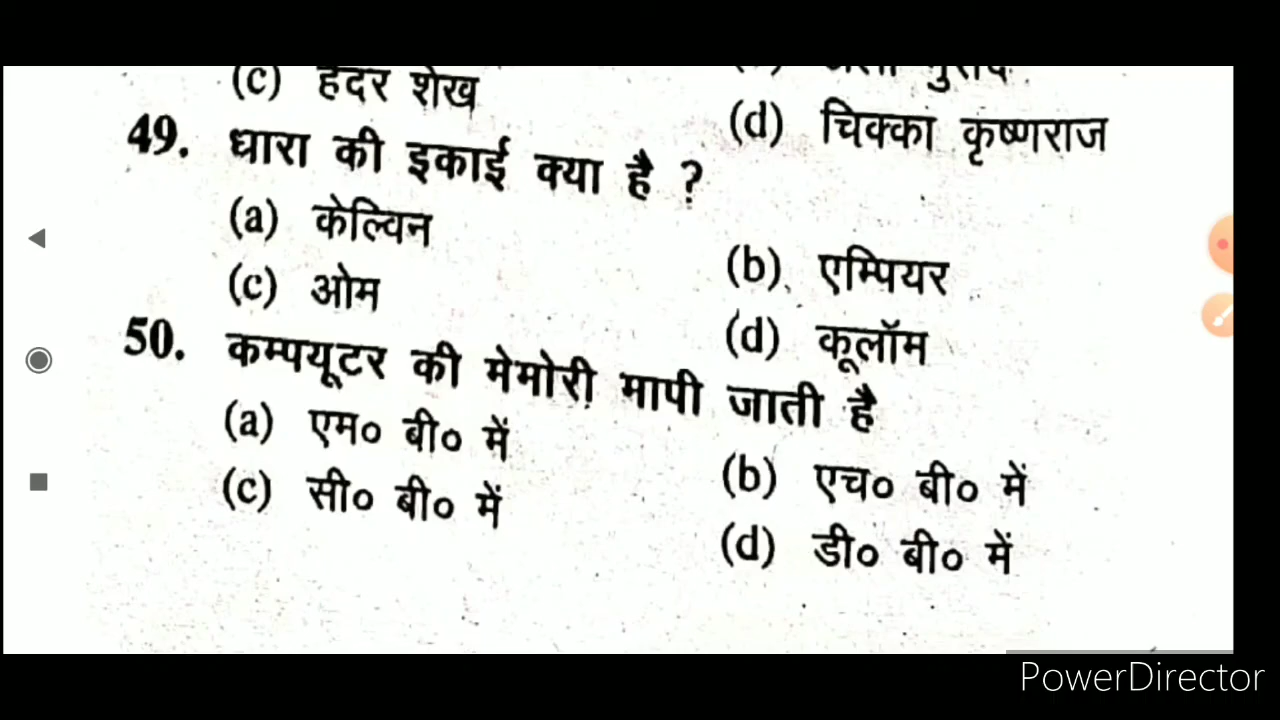 (c) हैदर शेख
(d) चिक्का कृष्णराज
49. धारा की इकाई क्या है ?
(a) केल्विन
(b) एम्पियर
(c) ओम
(d) कूलॉम
50. कम्पयूटर की मेमोरी मापी जाती है
(a) एम० बी० में
(b) एच० बी० में
(c) सी० बी० में
(d) डी० बी० में
PowerDirector